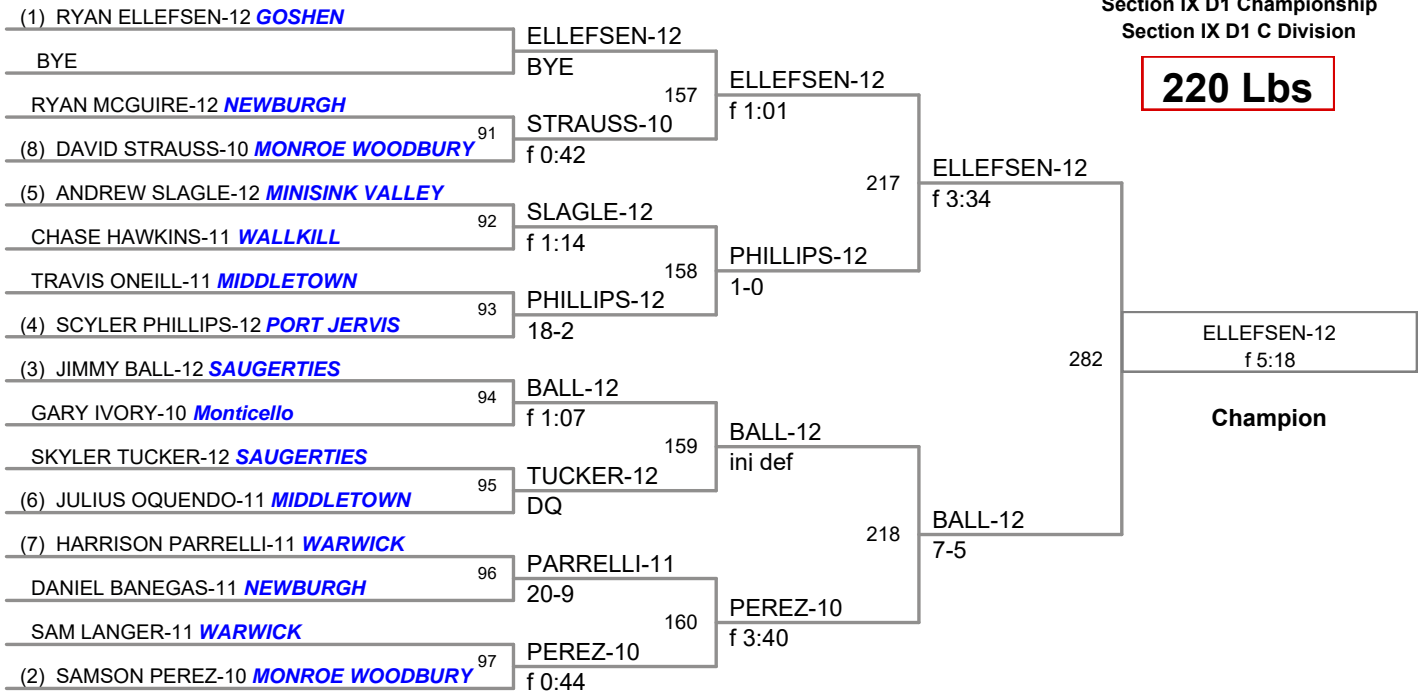 Section IX D1 Championship
Section IX D1 C Division
220 Lbs
(1) RYAN ELLEFSEN-12 GOSHEN
BYE
RYAN MCGUIRE-12 NEWBURGH
(8) DAVID STRAUSS-10 MONROE WOODBURY
(5) ANDREW SLAGLE-12 MINISINK VALLEY
CHASE HAWKINS-11 WALLKILL
TRAVIS ONEILL-11 MIDDLETOWN
(4) SCYLER PHILLIPS-12 PORT JERVIS
(3) JIMMY BALL-12 SAUGERTIES
GARY IVORY-10 Monticello
SKYLER TUCKER-12 SAUGERTIES
(6) JULIUS OQUENDO-11 MIDDLETOWN
(7) HARRISON PARRELLI-11 WARWICK
DANIEL BANEGAS-11 NEWBURGH
SAM LANGER-11 WARWICK
(2) SAMSON PEREZ-10 MONROE WOODBURY
91
92
93
94
95
96
97
ELLEFSEN-12
BYE
STRAUSS-10
f 0:42
SLAGLE-12
f 1:14
PHILLIPS-12
18-2
BALL-12
f 1:07
TUCKER-12
DQ
PARRELLI-11
20-9
PEREZ-10
f 0:44
157
158
159
160
ELLEFSEN-12
f 1:01
PHILLIPS-12
1-0
BALL-12
inj def
PEREZ-10
f 3:40
217
218
ELLEFSEN-12
f 3:34
BALL-12
7-5
282
ELLEFSEN-12
f 5:18
Champion